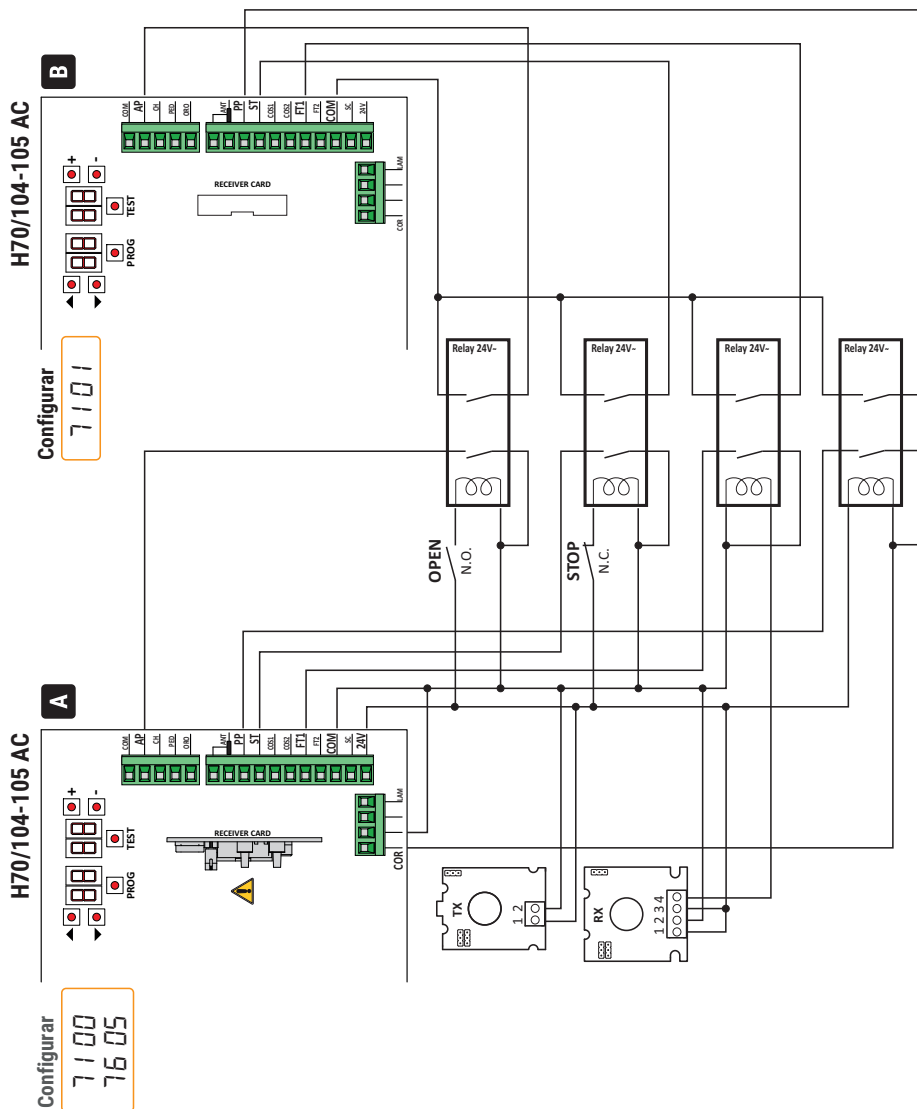 H70/104-105 AC
B
Configurar
71 01
PROG
TEST
+
-
RECEIVER CARD
COM
AP
CH
PED
ORO
ANT
PP
ST
COS1
COS2
FT1
FT2
COM
SC
24V
COR
LAM
Relay 24V~
Relay 24V~
Relay 24V~
Relay 24V~
OPEN
N.O.
STOP
N.C.
H70/104-105 AC
A
Configurar
71 00
76 05
PROG
TEST
+
-
RECEIVER CARD
COM
AP
CH
PED
ORO
ANT
PP
ST
COS1
COS2
FT1
FT2
COM
SC
24V
COR
LAM
TX
1 2
RX
1 2 3 4